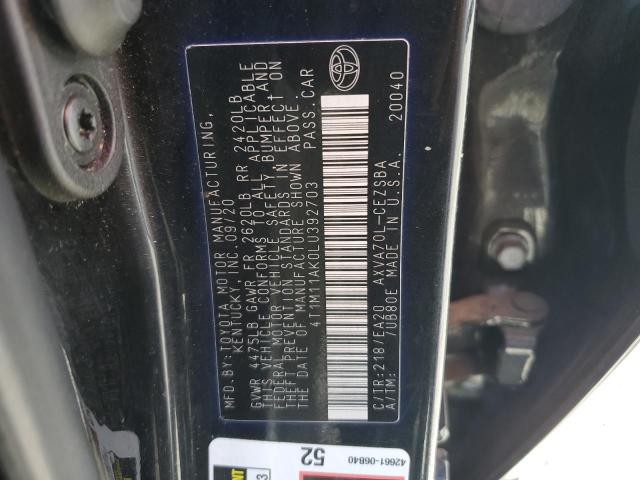 MFD.BY:TOYOTA MOTOR MANUFACTURING,
KENTUCKY, INC. 09/20
GVWR 4475LB GAWR FR 2620LB RR 2420LB
THIS VEHICLE CONFORMS TO ALL APPLICABLE
FEDERAL MOTOR VEHICLE SAFETY, BUMPER AND
THEFT PREVENTION STANDARDS IN EFFECT ON
THE DATE OF MANUFACTURE SHOWN ABOVE.
4T1M11AK0LU392703 PASS.CAR
C/TR:218/EA20 AXVA70L-CEZSBA
A/TM: 7UB80E MADE IN U.S.A. 20040
42661-06B40
52